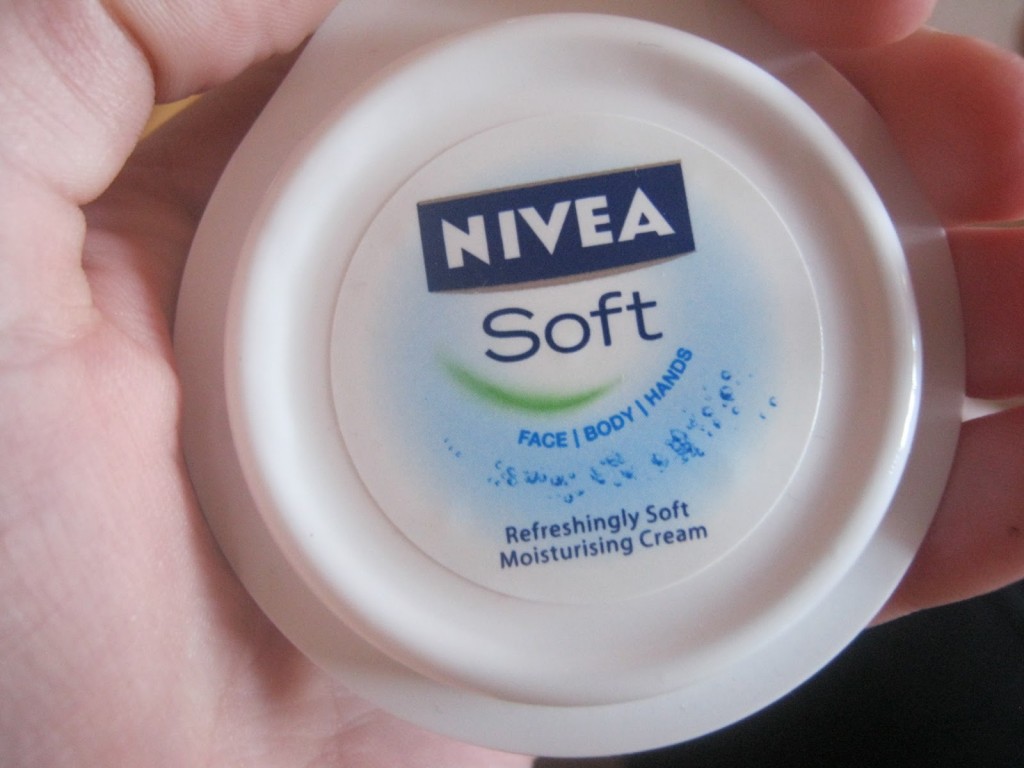 NIVEA
Soft
FACE | BODY | HANDS
Refreshingly Soft
Moisturising Cream